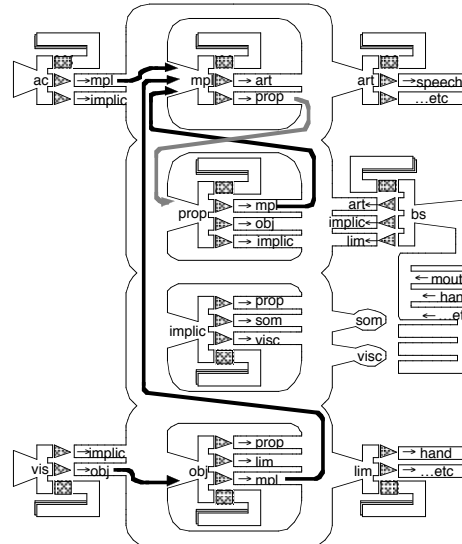 ac
→ mpl
→ implic
mpl
→ art
→ prop
art
→ speech
→ ...etc
prop
→ mpl
→ obj
→ implic
art ←
implic ←
lim ←
bs
← mout
← han
← ...et
implic
→ prop
→ som
→ visc
som
visc
vis
→ implic
→ obj
obj
→ prop
→ lim
→ mpl
lim
→ hand
→ ...etc